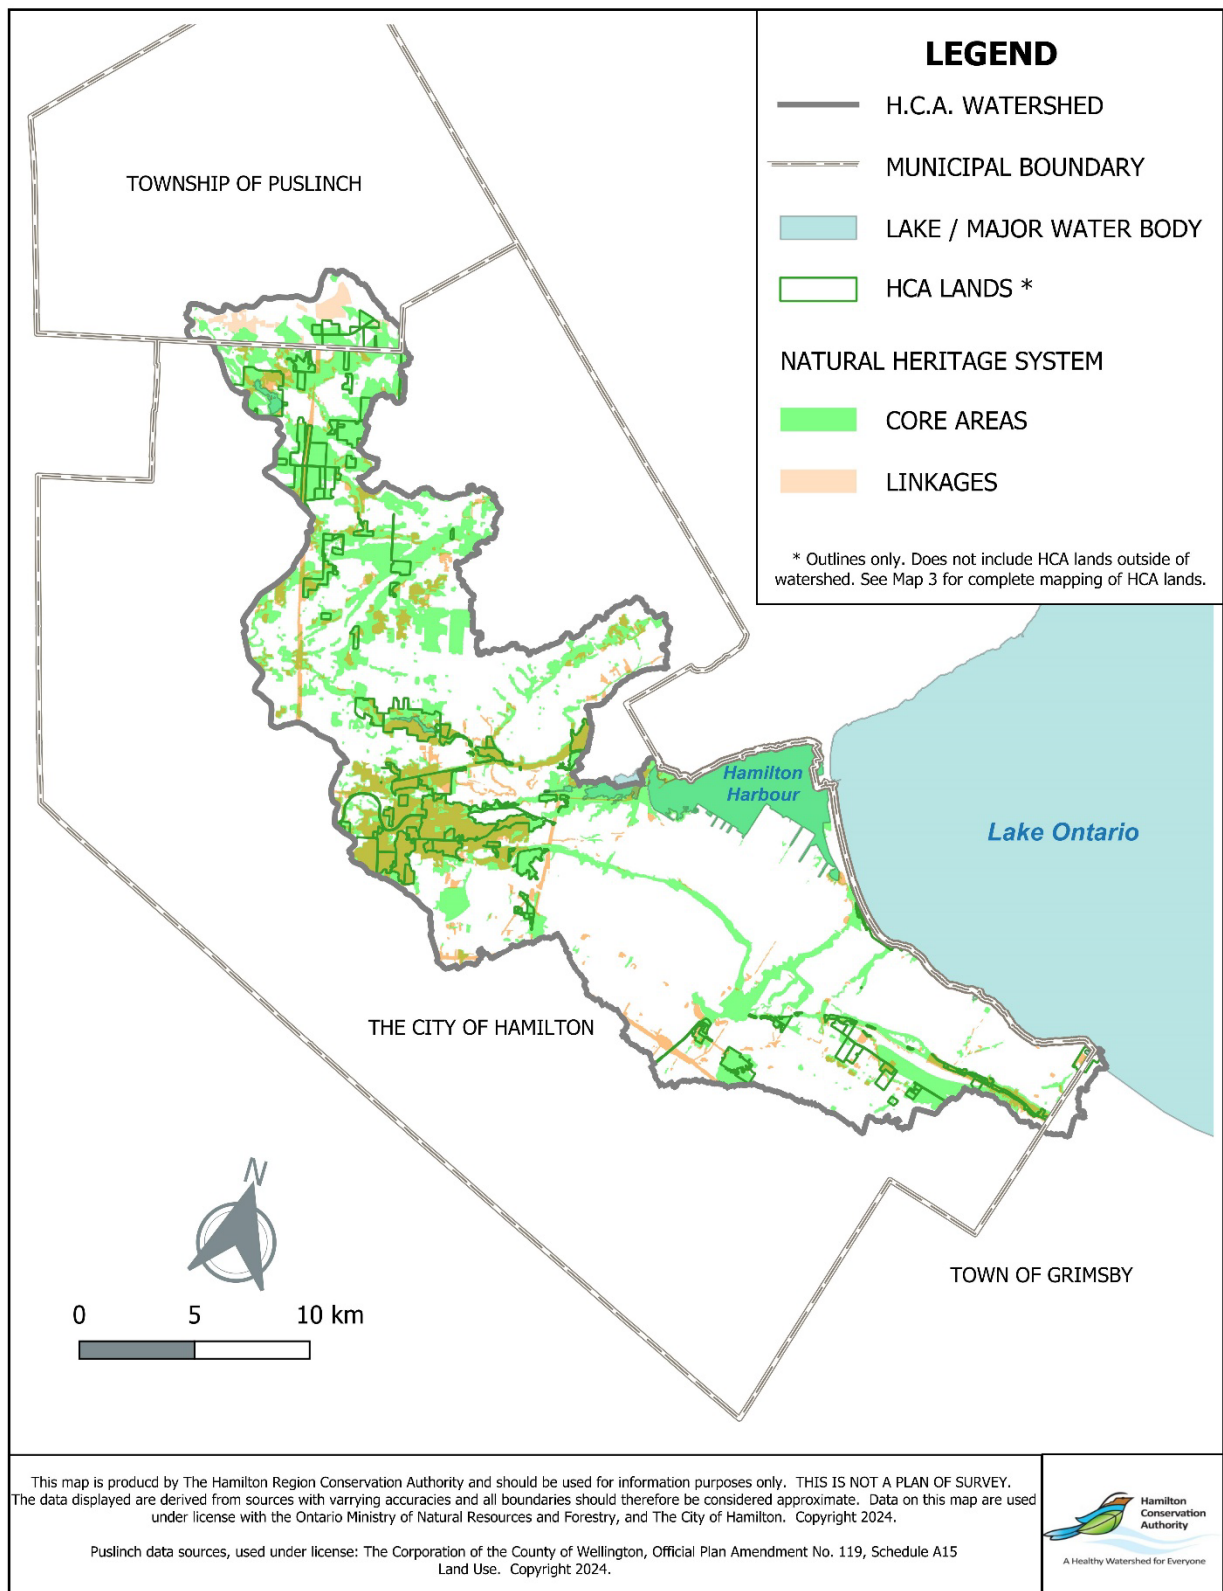 LEGEND
H.C.A. WATERSHED
MUNICIPAL BOUNDARY
LAKE / MAJOR WATER BODY
HCA LANDS *
NATURAL HERITAGE SYSTEM
CORE AREAS
LINKAGES
* Outlines only. Does not include HCA lands outside of
watershed. See Map 3 for complete mapping of HCA lands.
TOWNSHIP OF PUSLINCH
Hamilton
Harbour
Lake Ontario
THE CITY OF HAMILTON
TOWN OF GRIMSBY
N
0 5 10 km
This map is producd by The Hamilton Region Conservation Authority and should be used for information purposes only. THIS IS NOT A PLAN OF SURVEY.
The data displayed are derived from sources with varrying accuracies and all boundaries should therefore be considered approximate. Data on this map are used
under license with the Ontario Ministry of Natural Resources and Forestry, and The City of Hamilton. Copyright 2024.
Puslinch data sources, used under license: The Corporation of the County of Wellington, Official Plan Amendment No. 119, Schedule A15
Land Use. Copyright 2024.
Hamilton
Conservation
Authority
A Healthy Watershed for Everyone